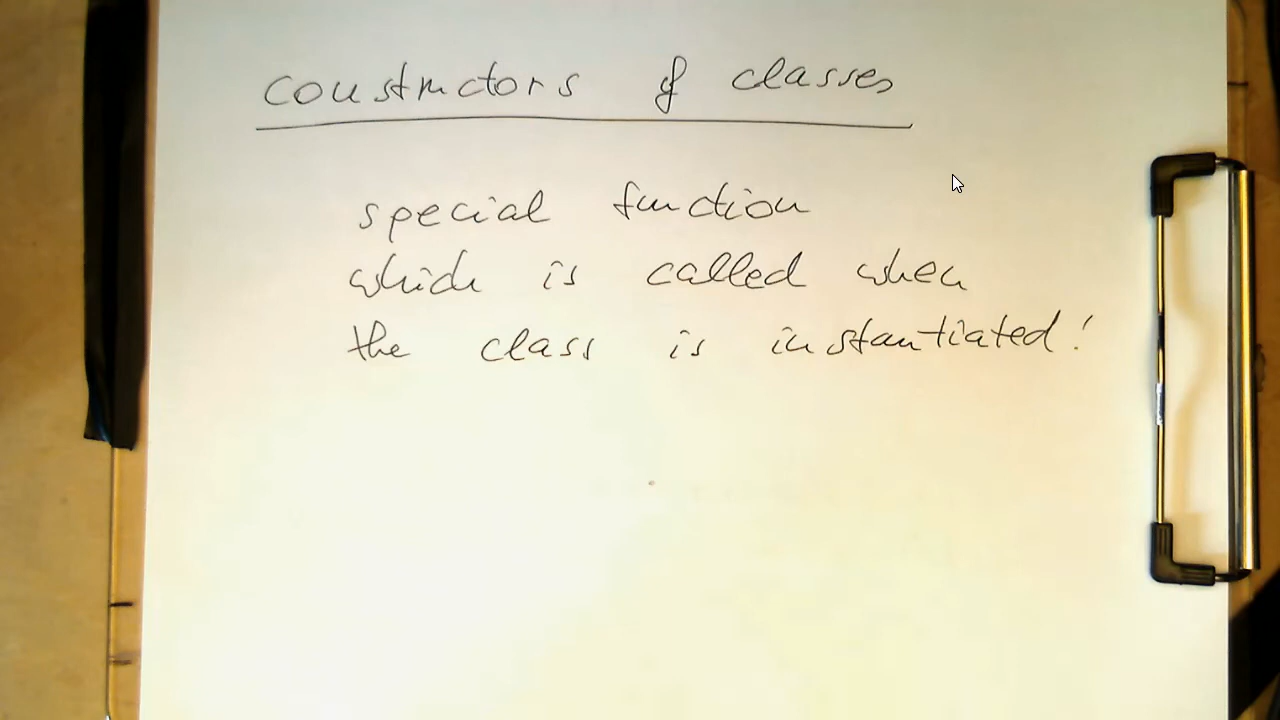 constructors of classes
special function
which is called when
the class is instantiated!